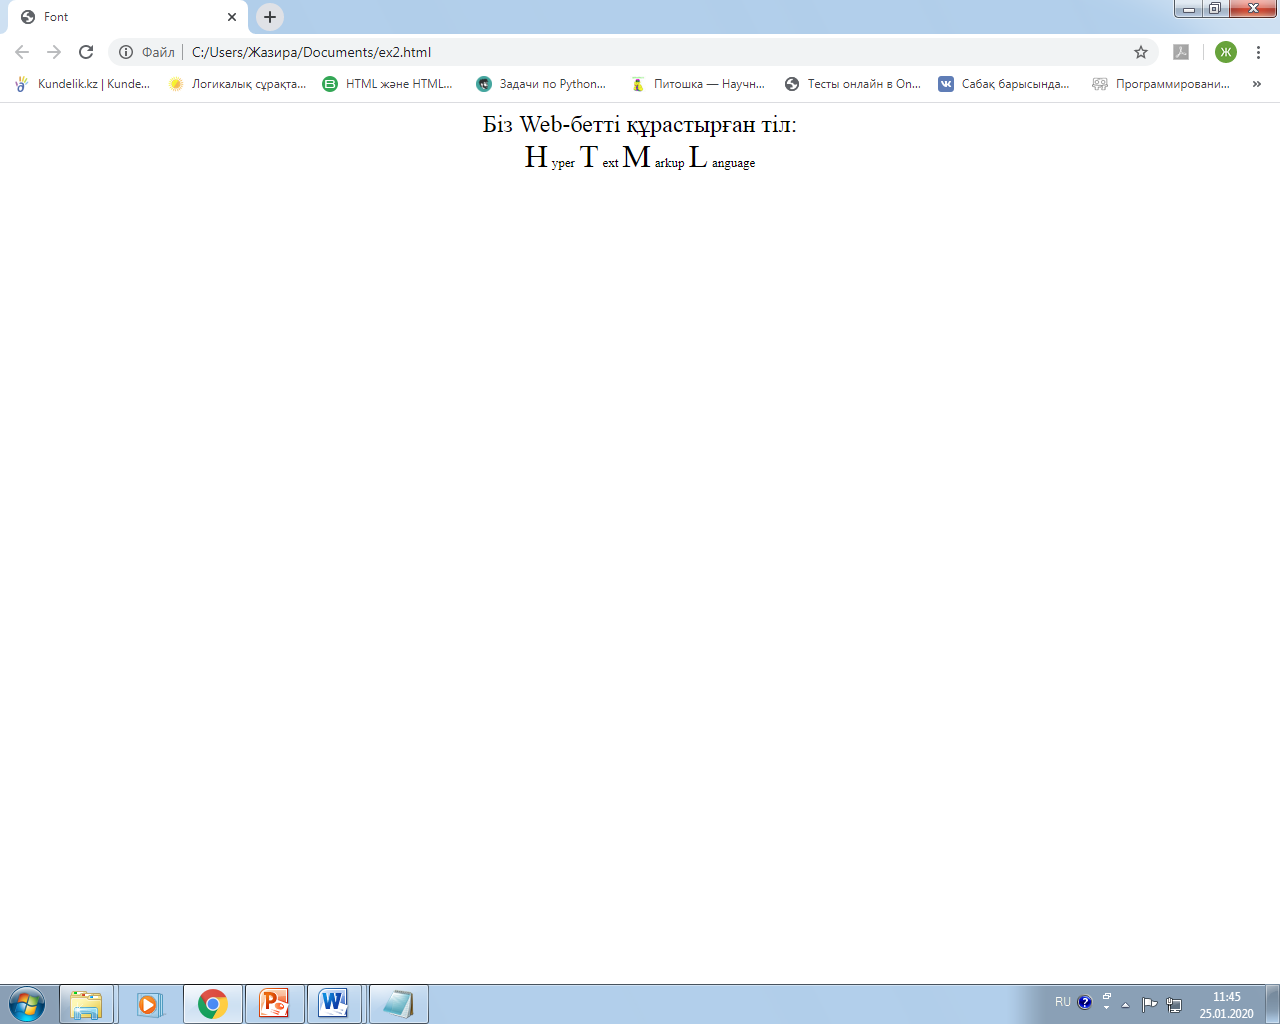 Font
Файл C:/Users/Жазира/Documents/ex2.html Ж
Kundelik.kz | Kunde... Логикалық сұрақта... HTML және HTML... Задачи по Python... Питошка — Научн... Тесты онлайн в On... Сабақ барысында... Программировани... »
Біз Web-бетті құрастырған тіл:
H yper T ext M arkup L anguage
RU 11:45
25.01.2020